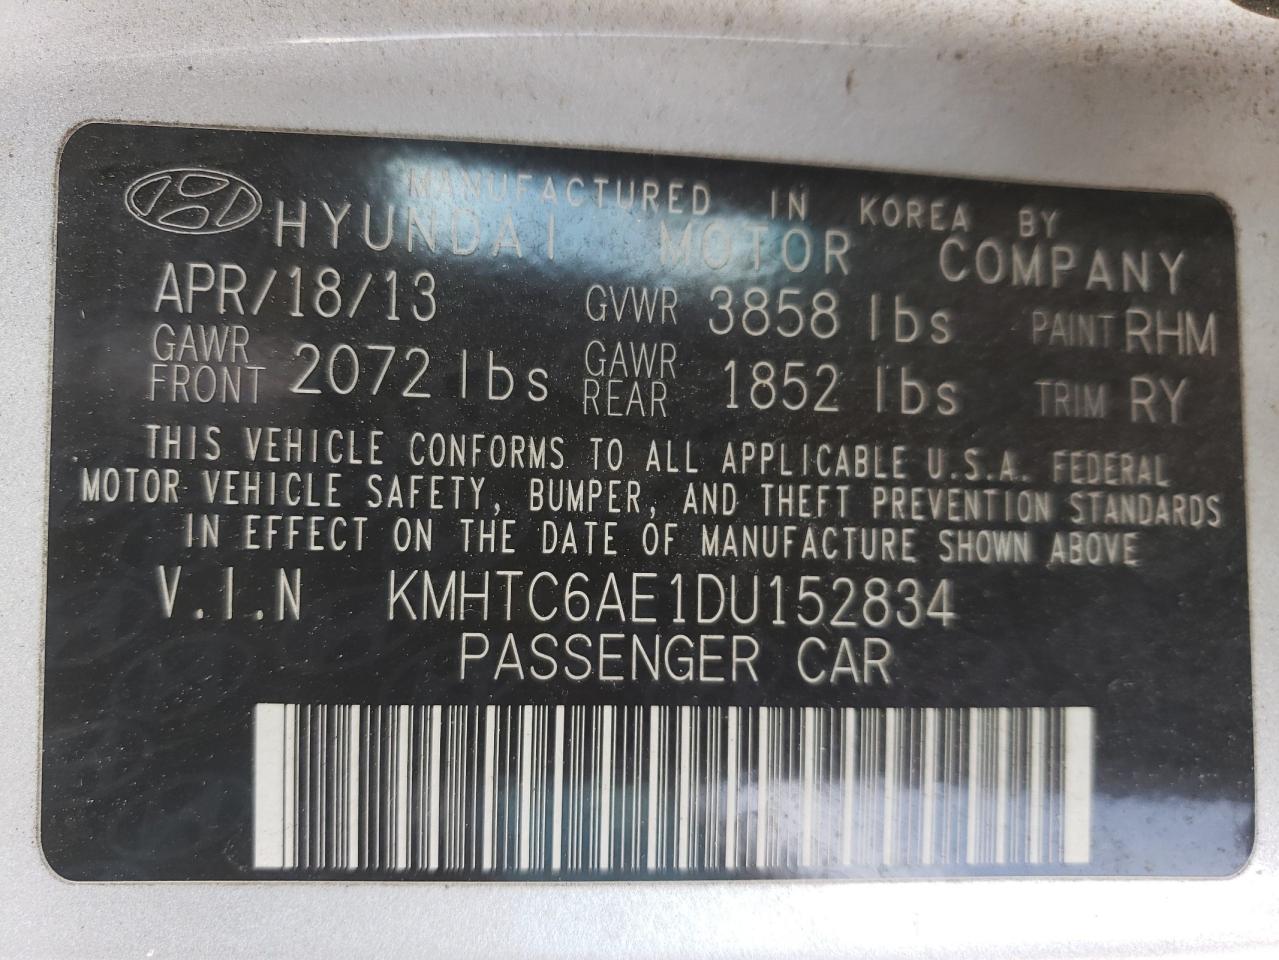 MANUFACTURED IN KOREA BY
HYUNDAI MOTOR COMPANY
APR/18/13 GVWR 3858 lbs PAINT RHM
GAWR FRONT 2072 lbs GAWR REAR 1852 lbs TRIM RY
THIS VEHICLE CONFORMS TO ALL APPLICABLE U.S.A. FEDERAL
MOTOR VEHICLE SAFETY, BUMPER, AND THEFT PREVENTION STANDARDS
IN EFFECT ON THE DATE OF MANUFACTURE SHOWN ABOVE
V.I.N KMHTC6AE1DU152834
PASSENGER CAR